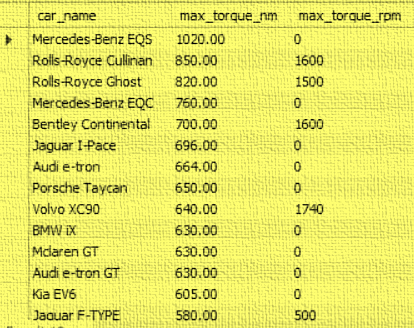 car_name max_torque_nm max_torque_rpm
Mercedes-Benz EQS 1020.00 0
Rolls-Royce Cullinan 850.00 1600
Rolls-Royce Ghost 820.00 1500
Mercedes-Benz EQC 760.00 0
Bentley Continental 700.00 1600
Jaguar I-Pace 696.00 0
Audi e-tron 664.00 0
Porsche Taycan 650.00 0
Volvo XC90 640.00 1740
BMW iX 630.00 0
Mclaren GT 630.00 0
Audi e-tron GT 630.00 0
Kia EV6 605.00 0
Jaguar F-TYPE 580.00 500